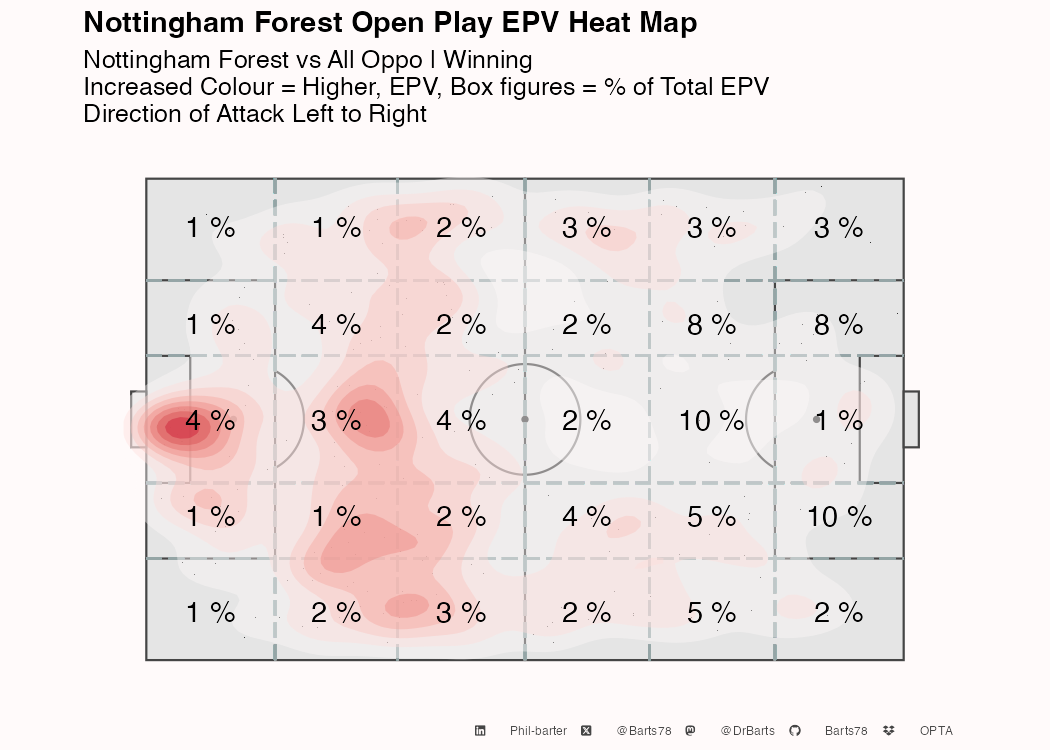 Nottingham Forest Open Play EPV Heat Map
Nottingham Forest vs All Oppo | Winning
Increased Colour = Higher, EPV, Box figures = % of Total EPV
Direction of Attack Left to Right
1 % 1 % 2 % 3 % 3 % 3 %
1 % 4 % 2 % 2 % 8 % 8 %
4 % 3 % 4 % 2 % 10 % 1 %
1 % 1 % 2 % 4 % 5 % 10 %
1 % 2 % 3 % 2 % 5 % 2 %
Phil-barter @Barts78 @DrBarts Barts78 OPTA